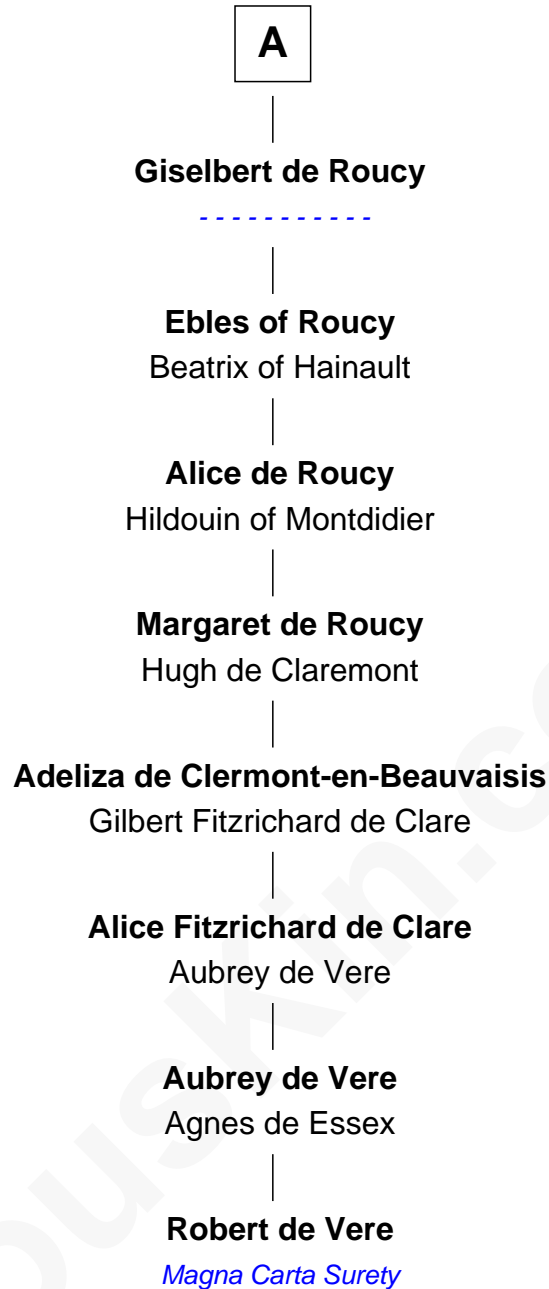 A
Giselbert de Roucy
- - - - - - - - - - -
Ebles of Roucy
Beatrix of Hainault
Alice de Roucy
Hildouin of Montdidier
Margaret de Roucy
Hugh de Claremont
Adeliza de Clermont-en-Beauvaisis
Gilbert Fitzrichard de Clare
Alice Fitzrichard de Clare
Aubrey de Vere
Aubrey de Vere
Agnes de Essex
Robert de Vere
Magna Carta Surety